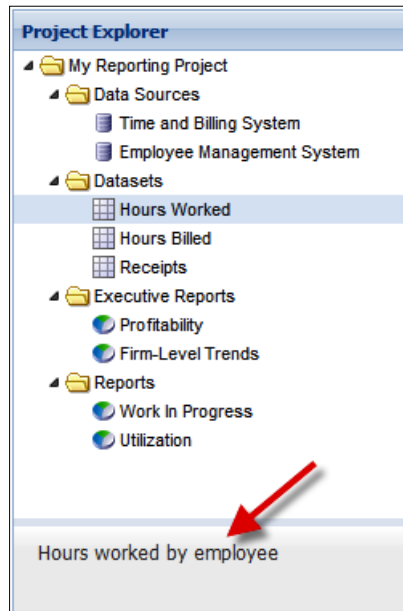 Project Explorer
My Reporting Project
Data Sources
Time and Billing System
Employee Management System
Datasets
Hours Worked
Hours Billed
Receipts
Executive Reports
Profitability
Firm-Level Trends
Reports
Work In Progress
Utilization
Hours worked by employee